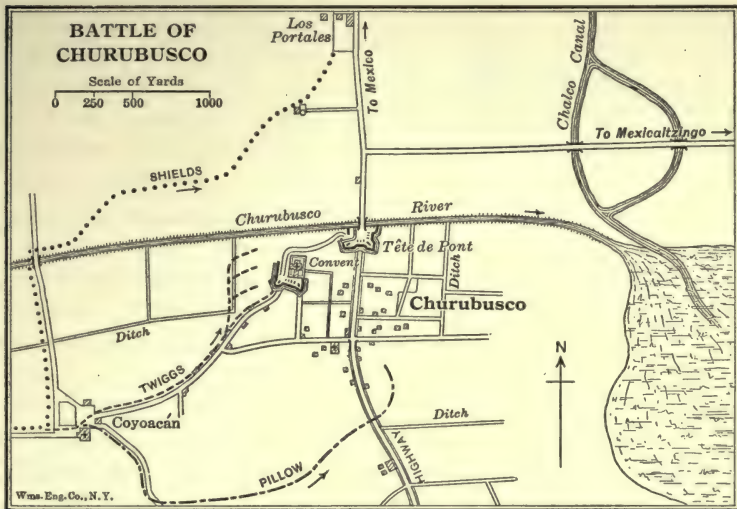 BATTLE OF
CHURUBUSCO
Scale of Yards
0 250 500 1000
Los
Portales
To Mexico
Chalco Canal
To Mexicaltzingo
SHIELDS
Churubusco River
Tête de Pont
Convent
Ditch
Churubusco
Ditch
TWIGGS
N
Coyoacán
Ditch
HIGHWAY
PILLOW
Wms. Eng. Co., N.Y.